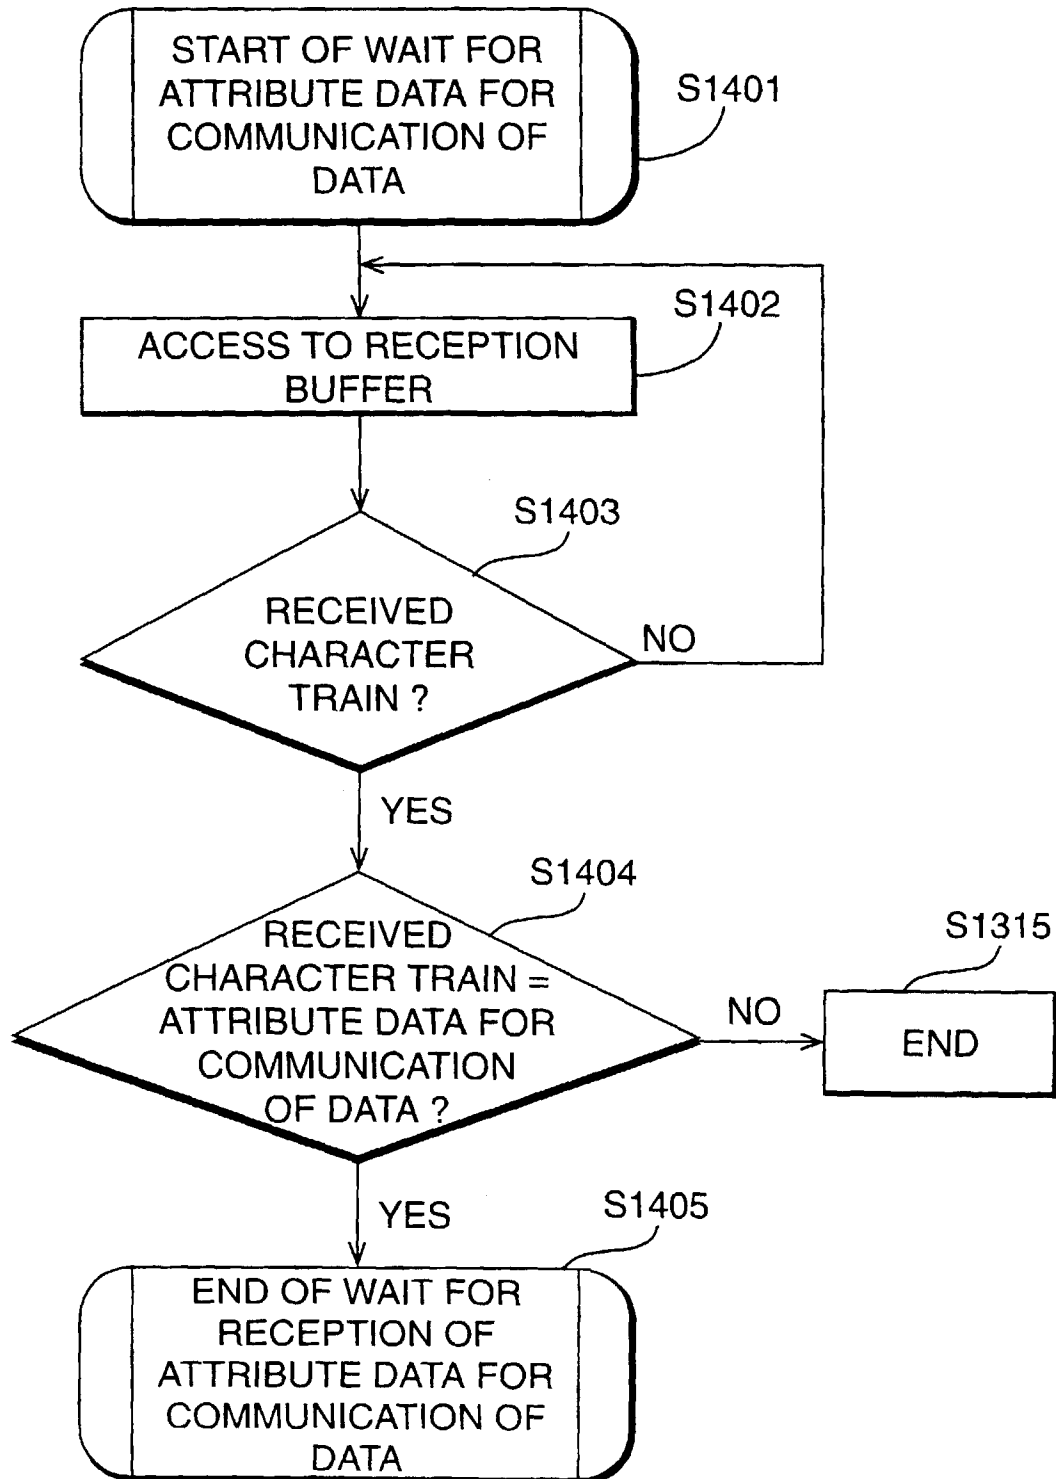 START OF WAIT FOR
ATTRIBUTE DATA FOR
COMMUNICATION OF
DATA
S1401
S1402
ACCESS TO RECEPTION
BUFFER
S1403
RECEIVED
CHARACTER
TRAIN ?
NO
YES
S1404
RECEIVED
CHARACTER TRAIN =
ATTRIBUTE DATA FOR
COMMUNICATION
OF DATA ?
NO
S1315
END
YES
S1405
END OF WAIT FOR
RECEPTION OF
ATTRIBUTE DATA FOR
COMMUNICATION OF
DATA